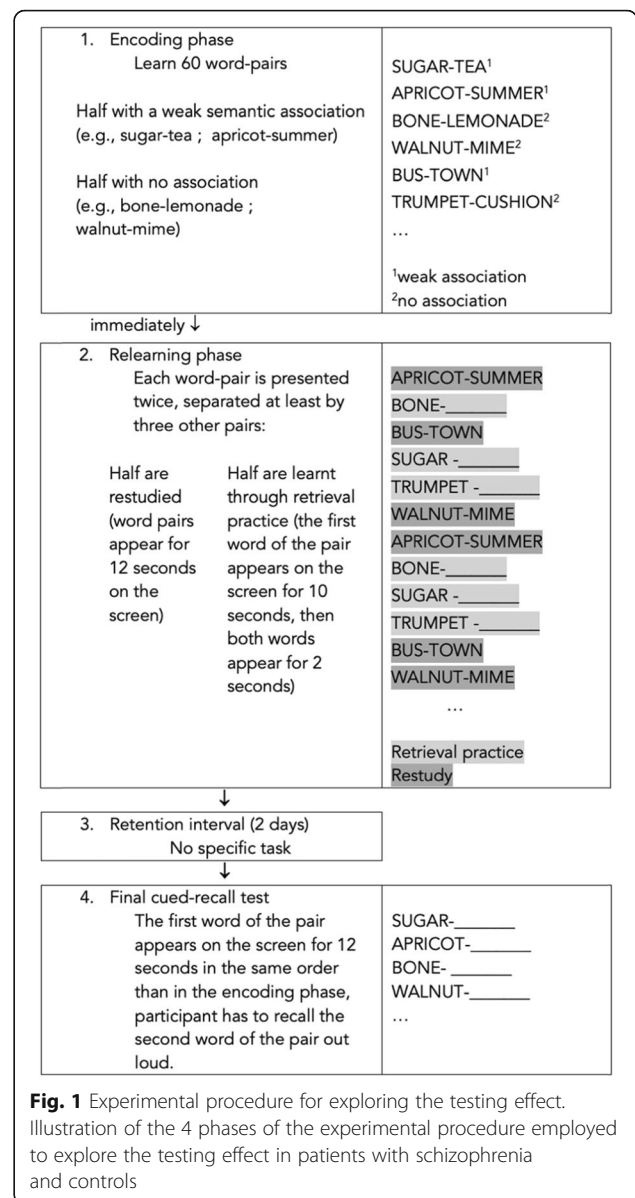 1. Encoding phase
Learn 60 word-pairs
Half with a weak semantic association
(e.g., sugar-tea ; apricot-summer)
Half with no association
(e.g., bone-lemonade ;
walnut-mime)
SUGAR-TEA¹
APRICOT-SUMMER¹
BONE-LEMONADE²
WALNUT-MIME²
BUS-TOWN¹
TRUMPET-CUSHION²
...
¹weak association
²no association
immediately ↓
2. Relearning phase
Each word-pair is presented
twice, separated at least by
three other pairs:
Half are
restudied
(word pairs
appear for
12 seconds
on the
screen)
Half are learnt
through retrieval
practice (the first
word of the pair
appears on the
screen for 10
seconds, then
both words
appear for 2
seconds)
APRICOT-SUMMER
BONE-______
BUS-TOWN
SUGAR -______
TRUMPET -______
WALNUT-MIME
APRICOT-SUMMER
BONE-______
SUGAR -______
TRUMPET -______
BUS-TOWN
WALNUT-MIME
...
Retrieval practice
Restudy
↓
3. Retention interval (2 days)
No specific task
↓
4. Final cued-recall test
The first word of the pair
appears on the screen for 12
seconds in the same order
than in the encoding phase,
participant has to recall the
second word of the pair out
loud.
SUGAR-______
APRICOT-______
BONE- ______
WALNUT-______
...
Fig. 1 Experimental procedure for exploring the testing effect.
Illustration of the 4 phases of the experimental procedure employed
to explore the testing effect in patients with schizophrenia
and controls